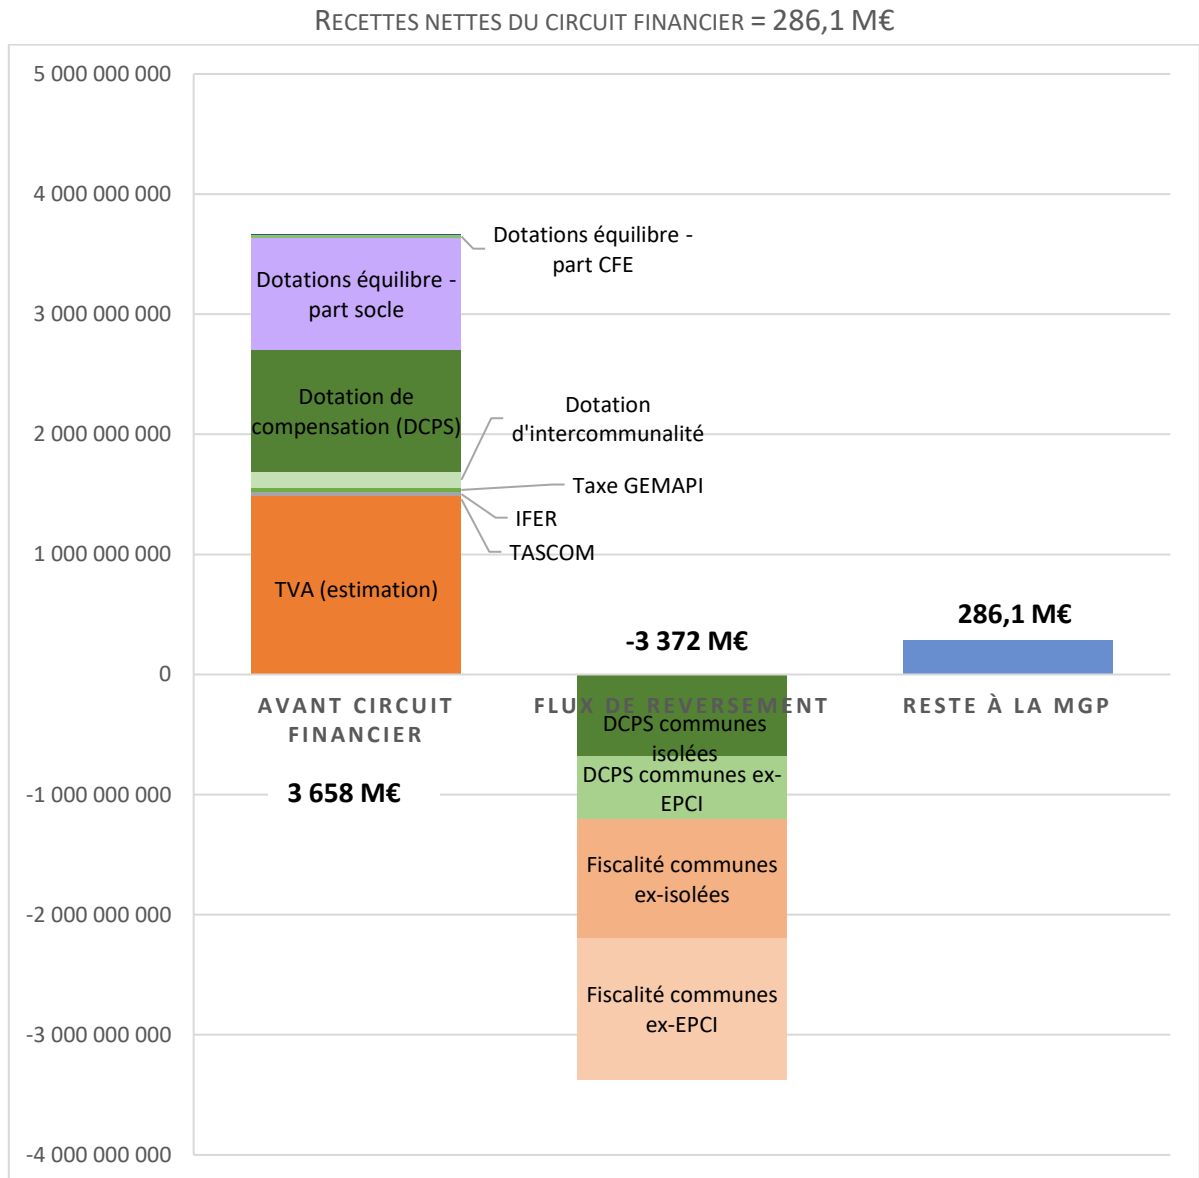 RECETTES NETTES DU CIRCUIT FINANCIER = 286,1 M€
5 000 000 000
4 000 000 000
3 000 000 000
2 000 000 000
1 000 000 000
0
-1 000 000 000
-2 000 000 000
-3 000 000 000
-4 000 000 000
Dotations équilibre -
part CFE
Dotations équilibre -
part socle
Dotation de
compensation (DCPS)
Dotation
d'intercommunalité
Taxe GEMAPI
IFER
TASCOM
TVA (estimation)
AVANT CIRCUIT
FINANCIER
3 658 M€
-3 372 M€
FLUX DE REVERSEMENT
DCPS communes
isolées
DCPS communes ex-
EPCI
Fiscalité communes
ex-isolées
Fiscalité communes
ex-EPCI
286,1 M€
RESTE À LA MGP